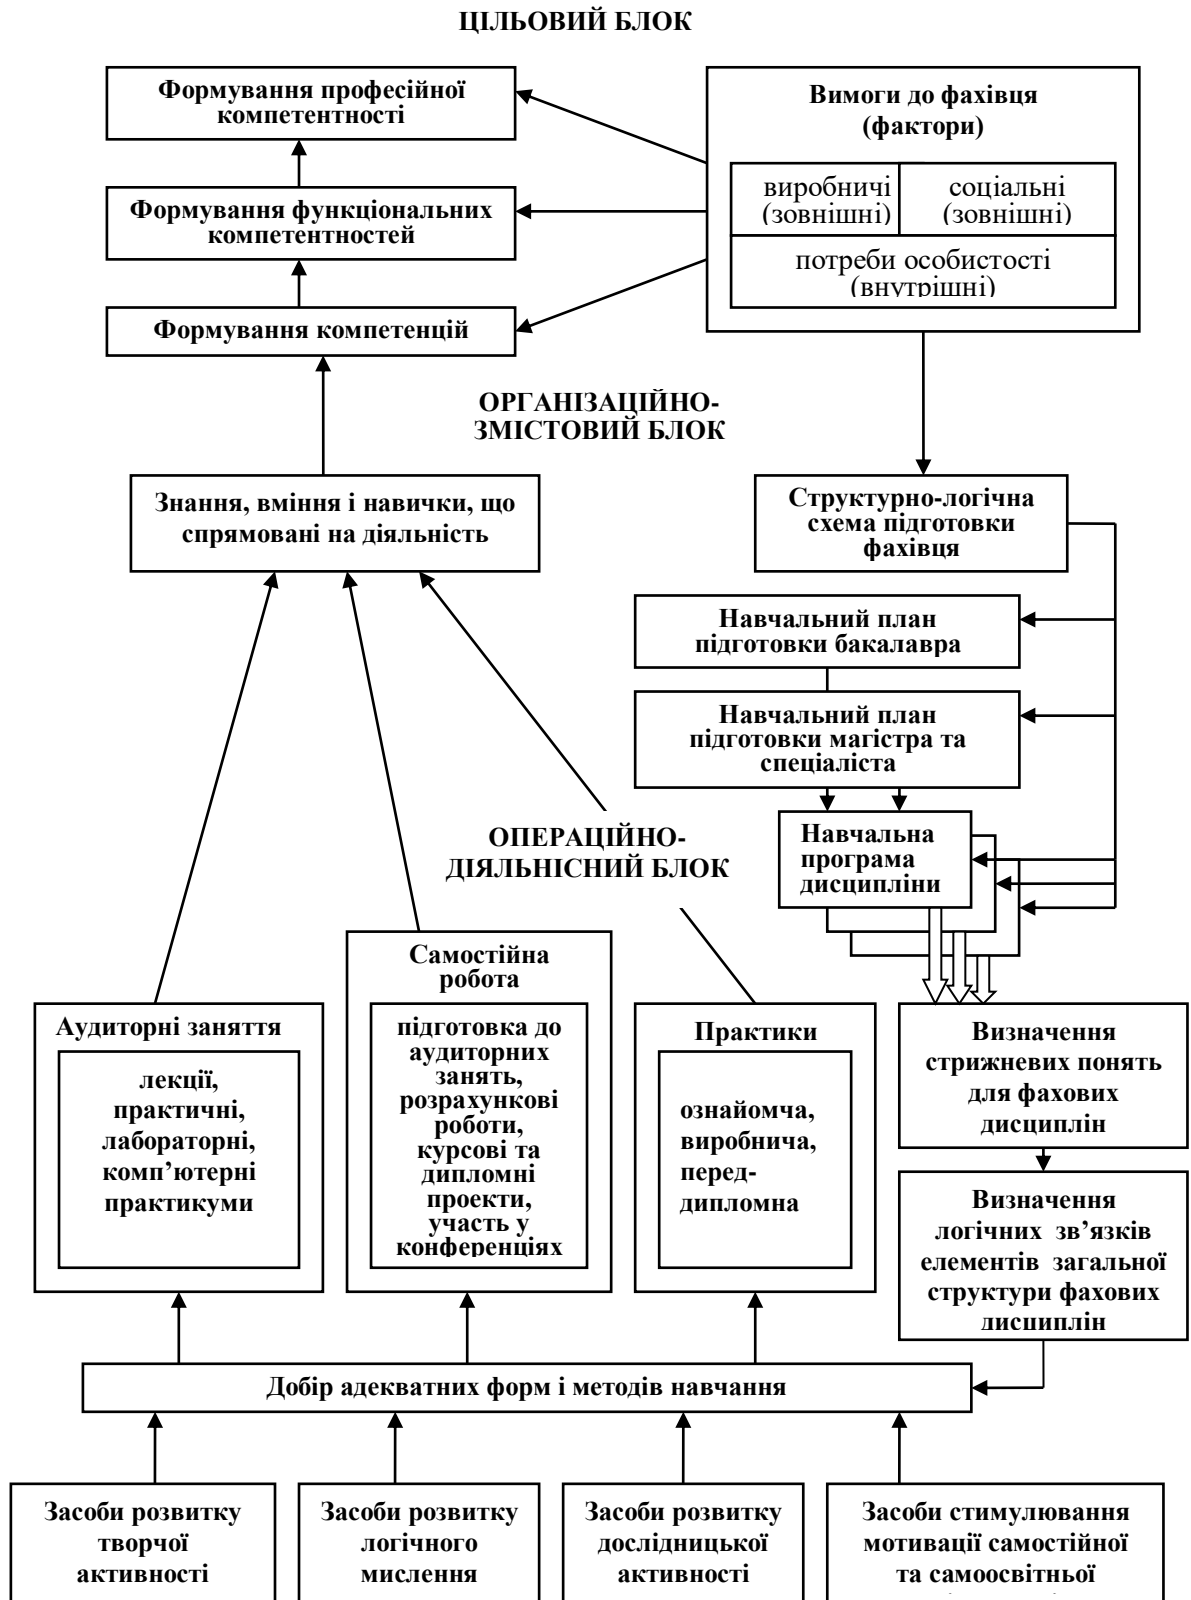 ЦІЛЬОВИЙ БЛОК
Формування професійної
компетентності
Вимоги до фахівця
(фактори)
виробничі
(зовнішні)
соціальні
(зовнішні)
потреби особистості
(внутрішні)
Формування функціональних
компетентностей
Формування компетенцій
ОРГАНІЗАЦІЙНО-
ЗМІСТОВИЙ БЛОК
Знання, вміння і навички, що
спрямовані на діяльність
Структурно-логічна
схема підготовки
фахівця
Навчальний план
підготовки бакалавра
Навчальний план
підготовки магістра та
спеціаліста
ОПЕРАЦІЙНО-
ДІЯЛЬНІСНИЙ БЛОК
Навчальна
програма
дисципліни
Аудиторні заняття
лекції,
практичні,
лабораторні,
комп’ютерні
практикуми
Самостійна
робота
підготовка до
аудиторних
занять,
розрахункові
роботи,
курсові та
дипломні
проекти,
участь у
конференціях
Практики
ознайомча,
виробнича,
перед-
дипломна
Визначення
стрижневих понять
для фахових
дисциплін
Визначення
логічних зв’язків
елементів загальної
структури фахових
дисциплін
Добір адекватних форм і методів навчання
Засоби розвитку
творчої
активності
Засоби розвитку
логічного
мислення
Засоби розвитку
дослідницької
активності
Засоби стимулювання
мотивації самостійної
та самоосвітньої